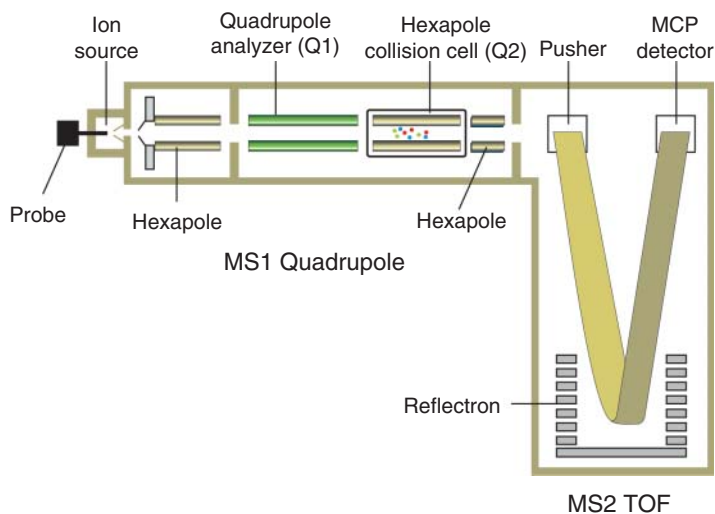 Ion
source
Quadrupole
analyzer (Q1)
Hexapole
collision cell (Q2)
Pusher
MCP
detector
Probe
Hexapole
Hexapole
MS1 Quadrupole
Reflectron
MS2 TOF